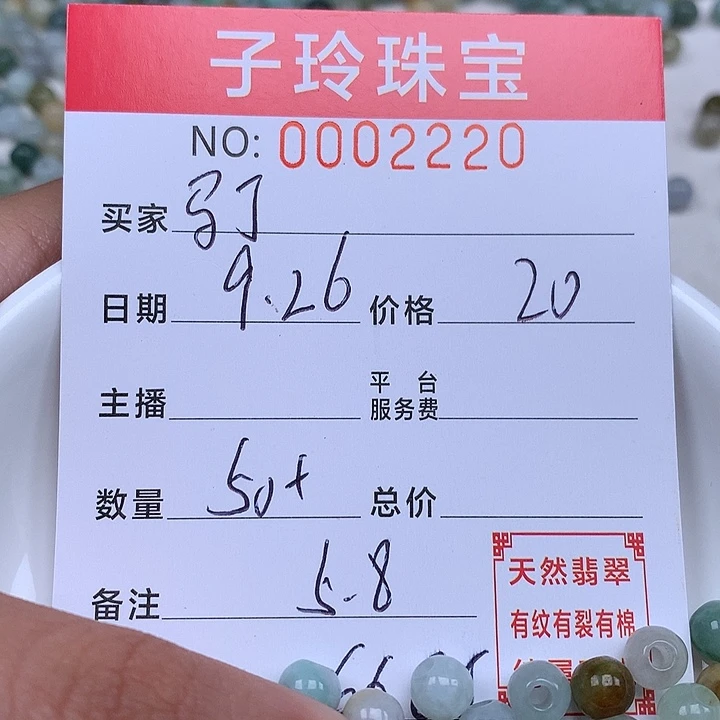 子玲珠宝
NO: 0002220
买家
日期 9.26 价格 20
主播 平台服务费
数量 50+ 总价
备注 5.8
天然翡翠
有纹有裂有棉